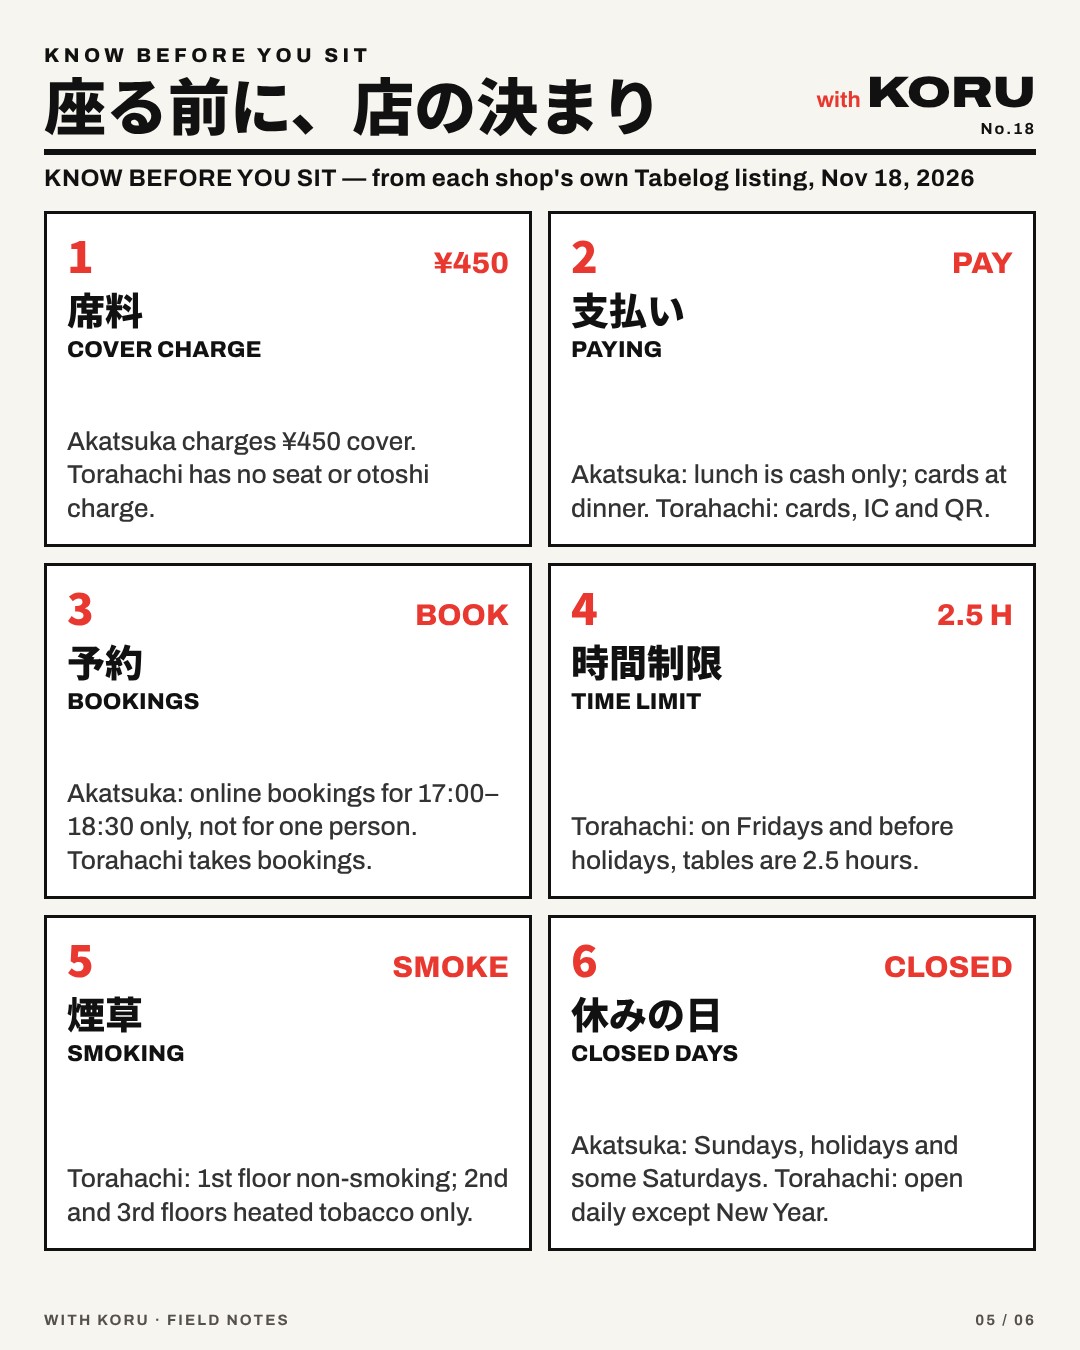 KNOW BEFORE YOU SIT
座る前に、店の決まり
with KORU
No.18
KNOW BEFORE YOU SIT — from each shop's own Tabelog listing, Nov 18, 2026
1
¥450
席料
COVER CHARGE
Akatsuka charges ¥450 cover.
Torahachi has no seat or otoshi
charge.
2
PAY
支払い
PAYING
Akatsuka: lunch is cash only; cards at
dinner. Torahachi: cards, IC and QR.
3
BOOK
予約
BOOKINGS
Akatsuka: online bookings for 17:00–
18:30 only, not for one person.
Torahachi takes bookings.
4
2.5 H
時間制限
TIME LIMIT
Torahachi: on Fridays and before
holidays, tables are 2.5 hours.
5
SMOKE
煙草
SMOKING
Torahachi: 1st floor non-smoking; 2nd
and 3rd floors heated tobacco only.
6
CLOSED
休みの日
CLOSED DAYS
Akatsuka: Sundays, holidays and
some Saturdays. Torahachi: open
daily except New Year.
WITH KORU · FIELD NOTES
05 / 06